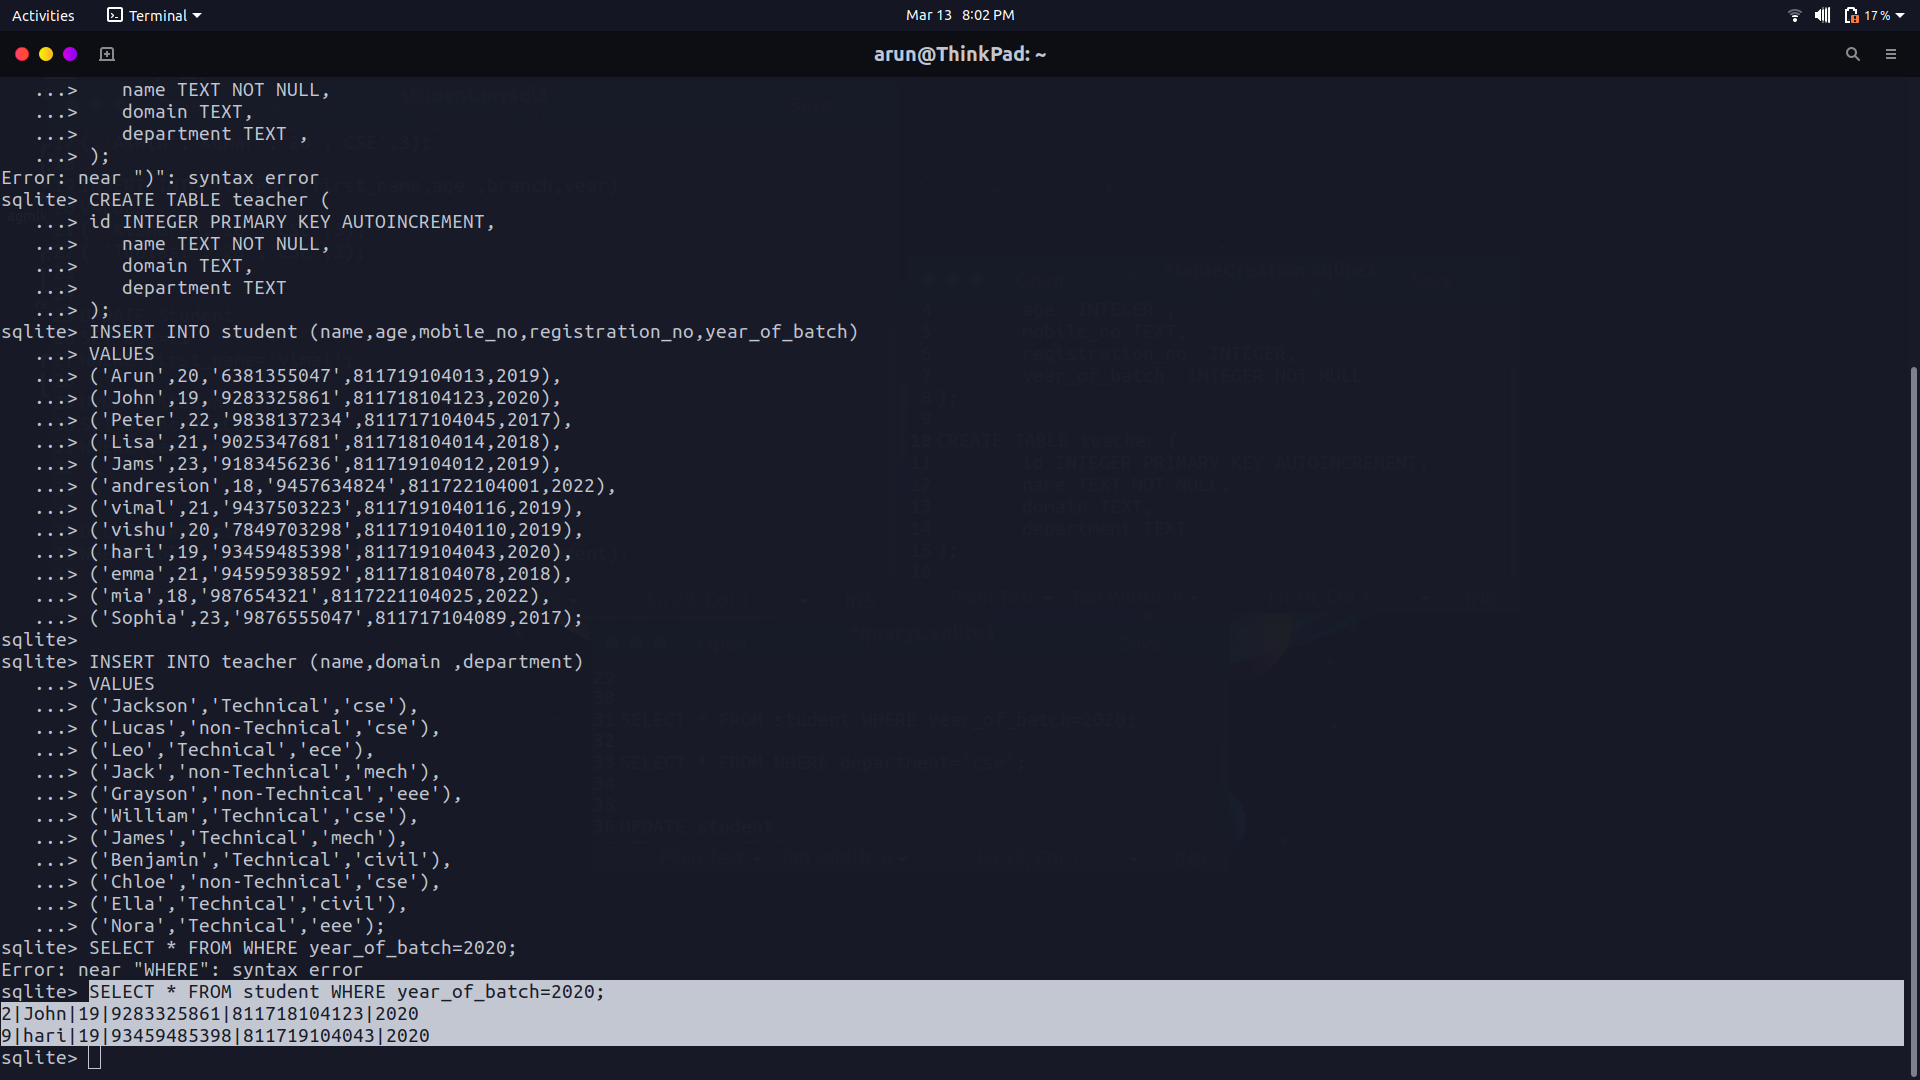 Activities Terminal Mar 13 8:02 PM 17 %
arun@ThinkPad: ~
...> name TEXT NOT NULL,
...> domain TEXT,
...> department TEXT ,
...> );
Error: near ")": syntax error
sqlite> CREATE TABLE teacher (
...> id INTEGER PRIMARY KEY AUTOINCREMENT,
...> name TEXT NOT NULL,
...> domain TEXT,
...> department TEXT
...> );
sqlite> INSERT INTO student (name,age,mobile_no,registration_no,year_of_batch)
...> VALUES
...> ('Arun',20,'6381355047',811719104013,2019),
...> ('John',19,'9283325861',811718104123,2020),
...> ('Peter',22,'9838137234',811717104045,2017),
...> ('Lisa',21,'9025347681',811718104014,2018),
...> ('Jams',23,'9183456236',811719104012,2019),
...> ('andresion',18,'9457634824',811722104001,2022),
...> ('vimal',21,'9437503223',8117191040116,2019),
...> ('vishu',20,'7849703298',8117191040110,2019),
...> ('hari',19,'93459485398',811719104043,2020),
...> ('emma',21,'94595938592',811718104078,2018),
...> ('mia',18,'987654321',8117221104025,2022),
...> ('Sophia',23,'9876555047',811717104089,2017);
sqlite>
sqlite> INSERT INTO teacher (name,domain ,department)
...> VALUES
...> ('Jackson','Technical','cse'),
...> ('Lucas','non-Technical','cse'),
...> ('Leo','Technical','ece'),
...> ('Jack','non-Technical','mech'),
...> ('Grayson','non-Technical','eee'),
...> ('William','Technical','cse'),
...> ('James','Technical','mech'),
...> ('Benjamin','Technical','civil'),
...> ('Chloe','non-Technical','cse'),
...> ('Ella','Technical','civil'),
...> ('Nora','Technical','eee');
sqlite> SELECT * FROM WHERE year_of_batch=2020;
Error: near "WHERE": syntax error
sqlite> SELECT * FROM student WHERE year_of_batch=2020;
2|John|19|9283325861|811718104123|2020
9|hari|19|93459485398|811719104043|2020
sqlite>